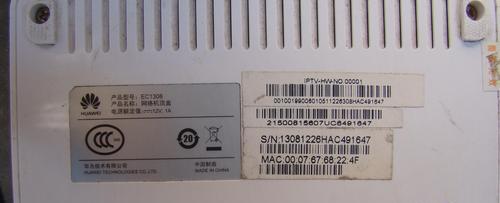 HUAWEI
产品型号: EC1308
产品名称: 网络机顶盒
电源额定值: ⎓12V, 1A
20
华为技术有限公司
HUAWEI TECHNOLOGIES CO., LTD.
中国制造
MADE IN CHINA
IPTV-HW-NO.00001
00100199006010511226308HAC491647
21500815607UC6491647
S/N:13081226HAC491647
MAC:00:07:67:68:22:4F